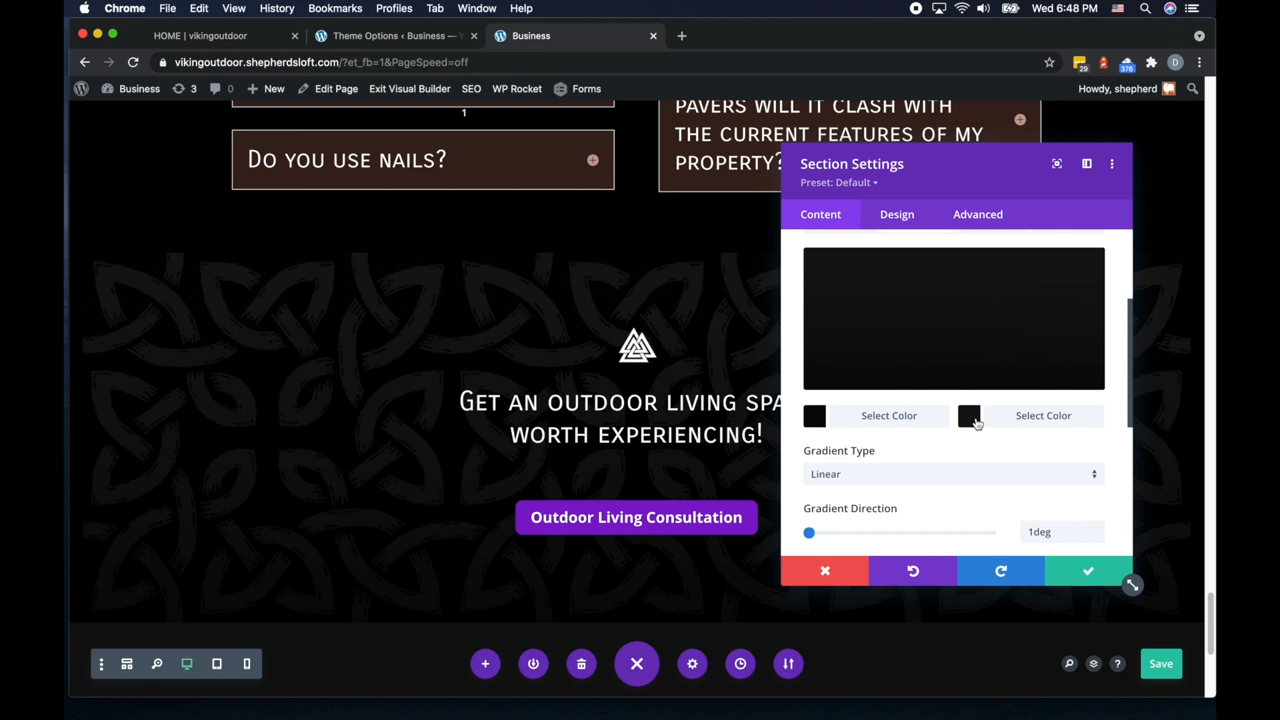 Chrome File Edit View History Bookmarks Profiles Tab Window Help
Wed 6:48 PM
HOME | vikingoutdoor
Theme Options ‹ Business —
Business
vikingoutdoor.shepherdsloft.com/?et_fb=1&PageSpeed=off
29
376
D
Business 3 0 New Edit Page Exit Visual Builder SEO WP Rocket Forms
Howdy, shepherd
1
Do you use nails?
PAVERS WILL IT CLASH WITH
THE CURRENT FEATURES OF MY
PROPERTY?
Section Settings
Preset: Default
Content Design Advanced
Select Color Select Color
Gradient Type
Linear
Gradient Direction
1deg
Get an outdoor living spa
worth experiencing!
Outdoor Living Consultation
Save